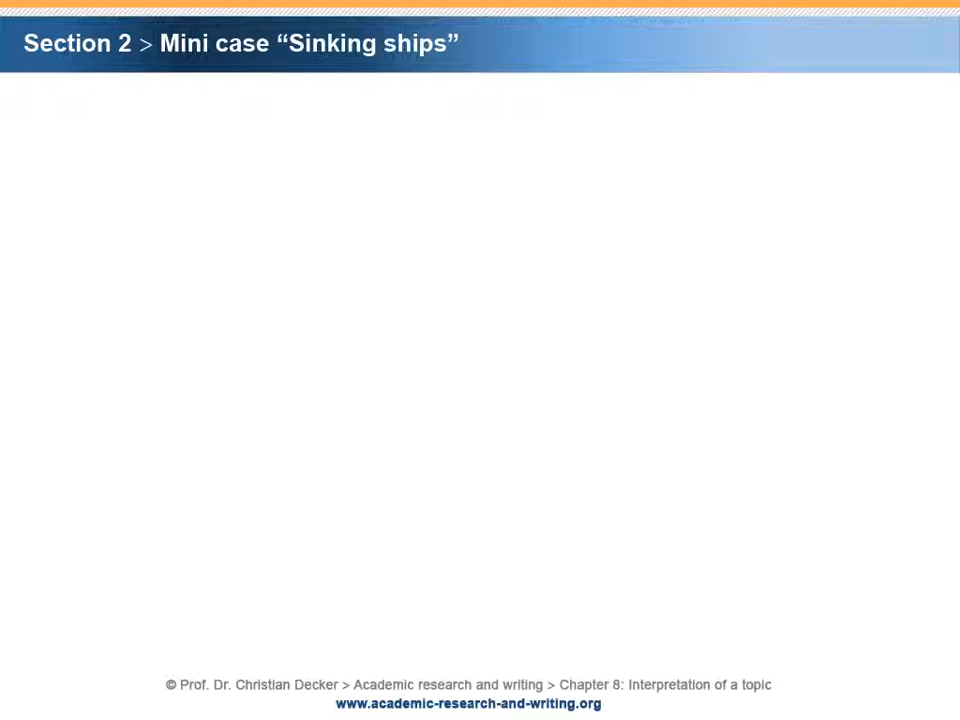 Section 2 > Mini case “Sinking ships”
© Prof. Dr. Christian Decker > Academic research and writing > Chapter 8: Interpretation of a topic
www.academic-research-and-writing.org